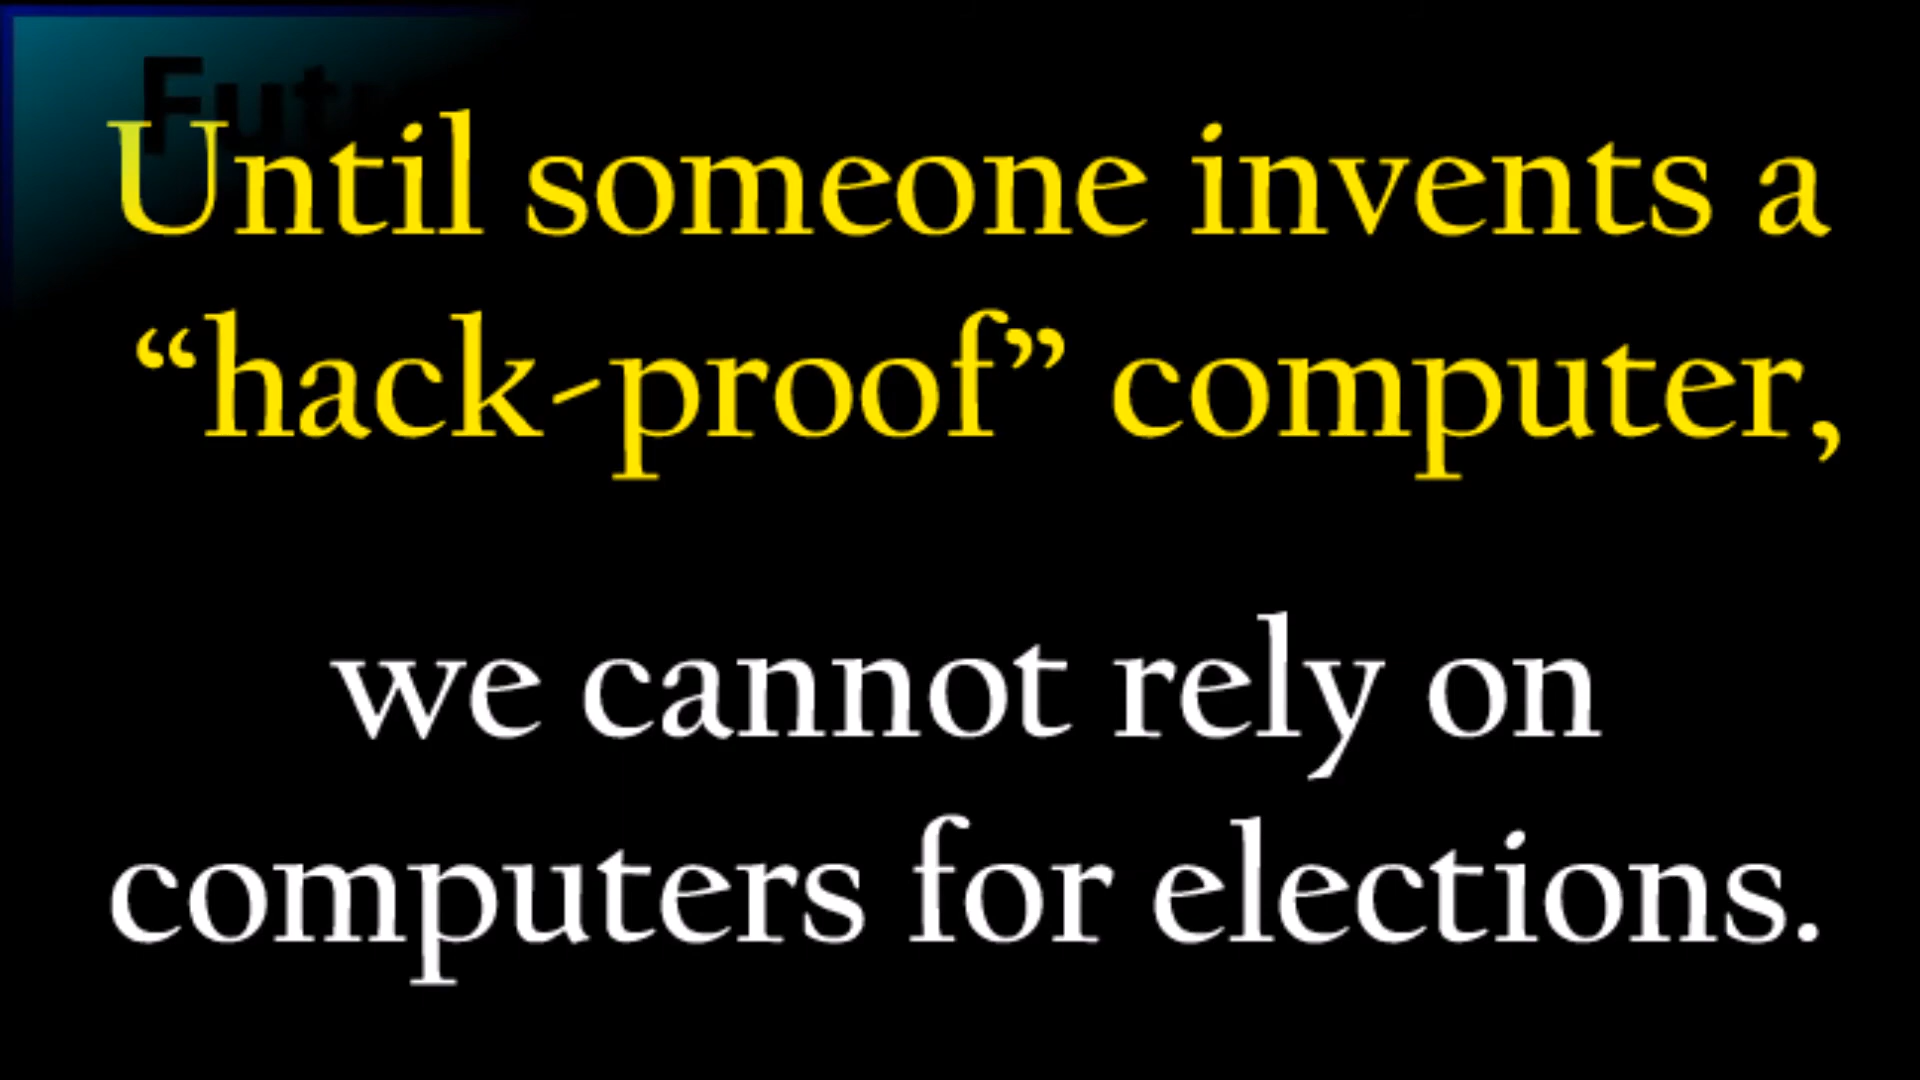 Until someone invents a
“hack-proof” computer,
we cannot rely on
computers for elections.